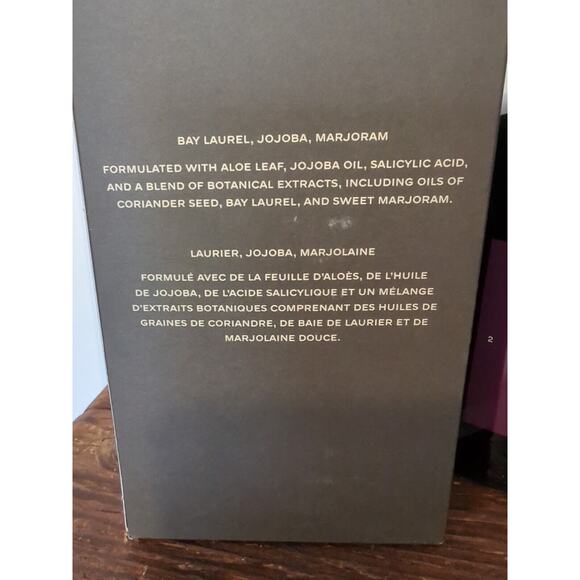 BAY LAUREL, JOJOBA, MARJORAM
FORMULATED WITH ALOE LEAF, JOJOBA OIL, SALICYLIC ACID,
AND A BLEND OF BOTANICAL EXTRACTS, INCLUDING OILS OF
CORIANDER SEED, BAY LAUREL, AND SWEET MARJORAM.
LAURIER, JOJOBA, MARJOLAINE
FORMULÉ AVEC DE LA FEUILLE D'ALOÈS, DE L'HUILE
DE JOJOBA, DE L'ACIDE SALICYLIQUE ET UN MÉLANGE
D'EXTRAITS BOTANIQUES COMPRENANT DES HUILES DE
GRAINES DE CORIANDRE, DE BAIE DE LAURIER ET DE
MARJOLAINE DOUCE.
2